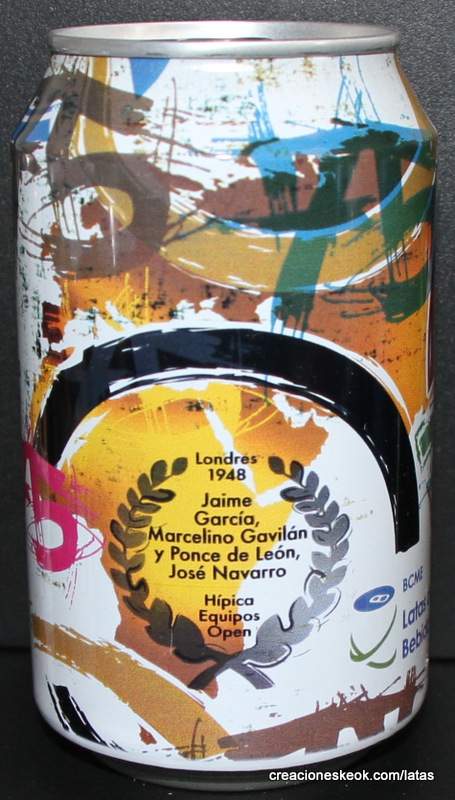 Londres
1948
Jaime
García,
Marcelino Gavilán
y Ponce de León,
José Navarro
Hípica
Equipos
Open
BCME
Latas
creacioneskeok.com/latas